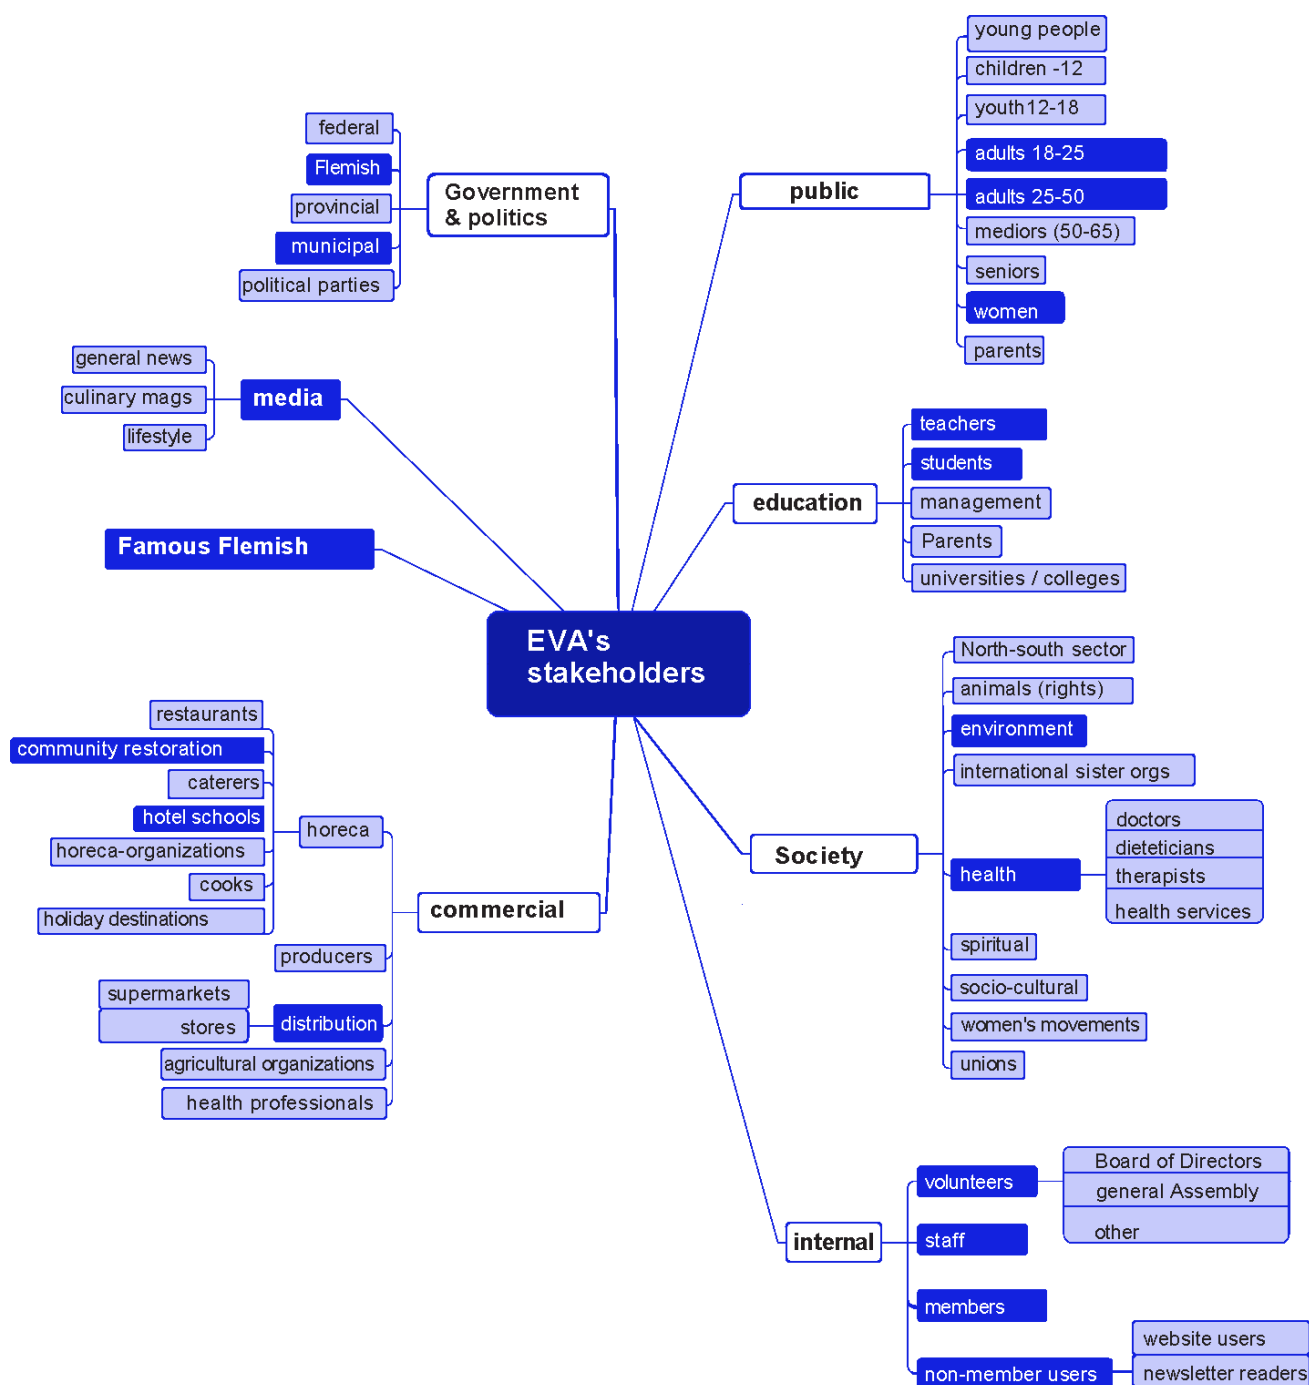 EVA's
stakeholders
Government
& politics
federal
Flemish
provincial
municipal
political parties
media
general news
culinary mags
lifestyle
Famous Flemish
commercial
horeca
restaurants
community restoration
caterers
hotel schools
horeca-organizations
cooks
holiday destinations
producers
distribution
supermarkets
stores
agricultural organizations
health professionals
public
young people
children -12
youth12-18
adults 18-25
adults 25-50
mediors (50-65)
seniors
women
parents
education
teachers
students
management
Parents
universities / colleges
Society
North-south sector
animals (rights)
environment
international sister orgs
health
doctors
dieteticians
therapists
health services
spiritual
socio-cultural
women's movements
unions
internal
volunteers
Board of Directors
general Assembly
other
staff
members
non-member users
website users
newsletter readers